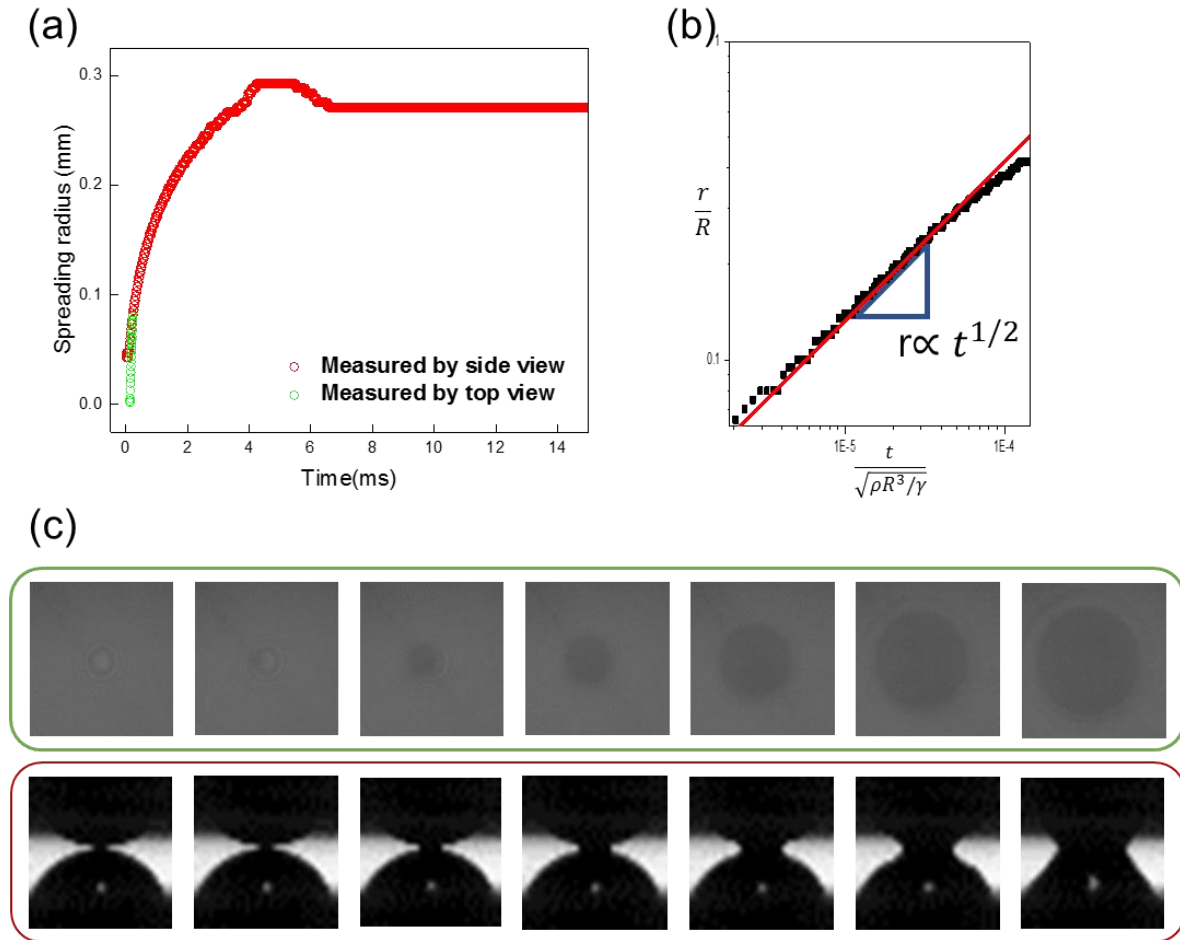 (a)
0.3
0.2
0.1
0.0
Spreading radius (mm)
Measured by side view
Measured by top view
0 2 4 6 8 10 12 14
Time(ms)
(b)
1
0.1
r/R
r∝ t^{1/2}
1E-5 1E-4
t/√(ρR³/γ)
(c)